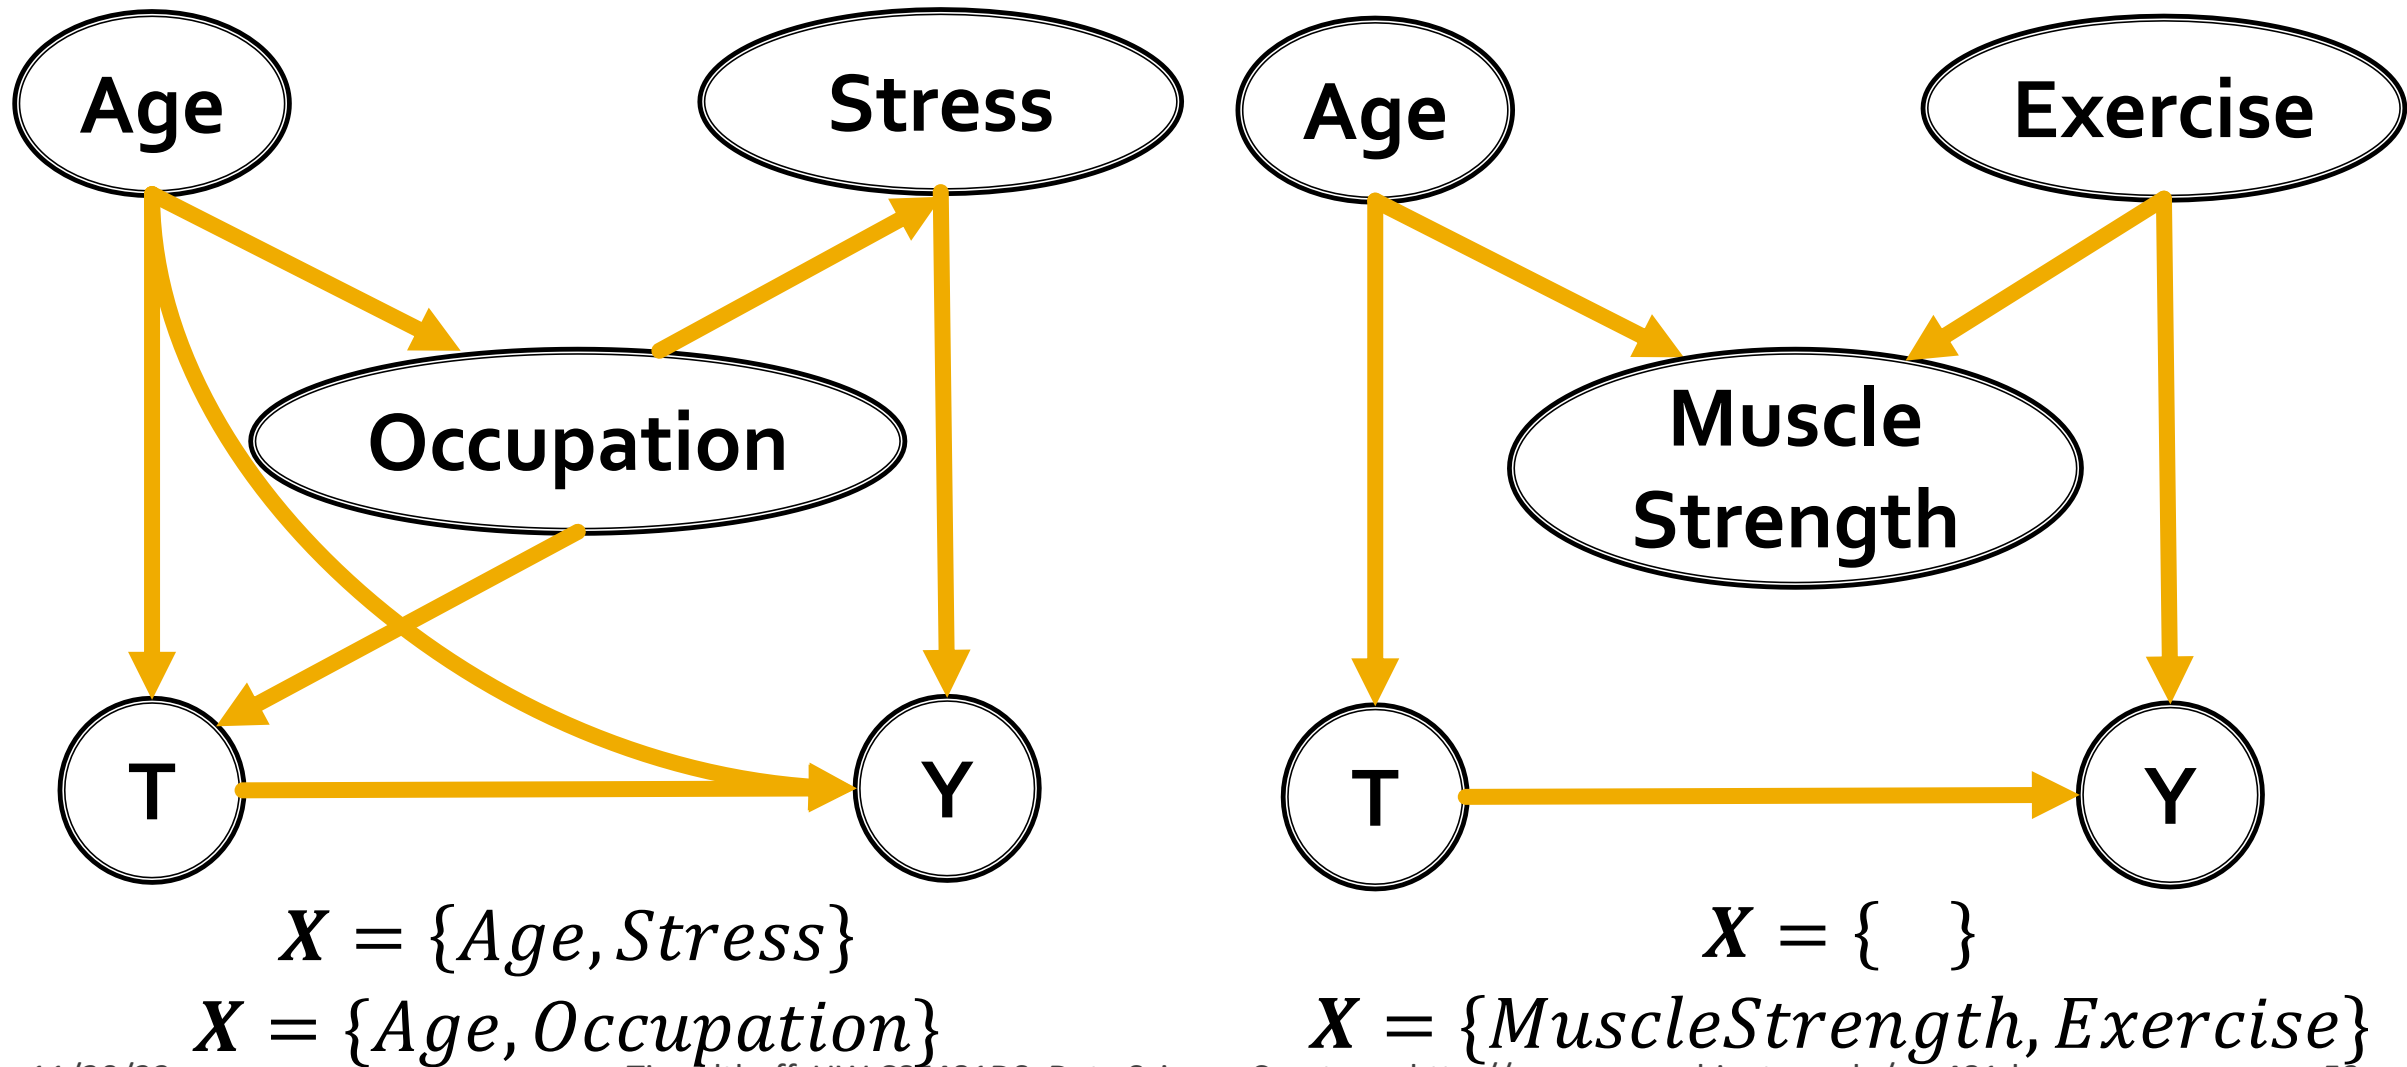 Age
Stress
Occupation
T
Y
X = {Age, Stress}
X = {Age, Occupation}
Age
Exercise
Muscle
Strength
T
Y
X = { }
X = {MuscleStrength, Exercise}